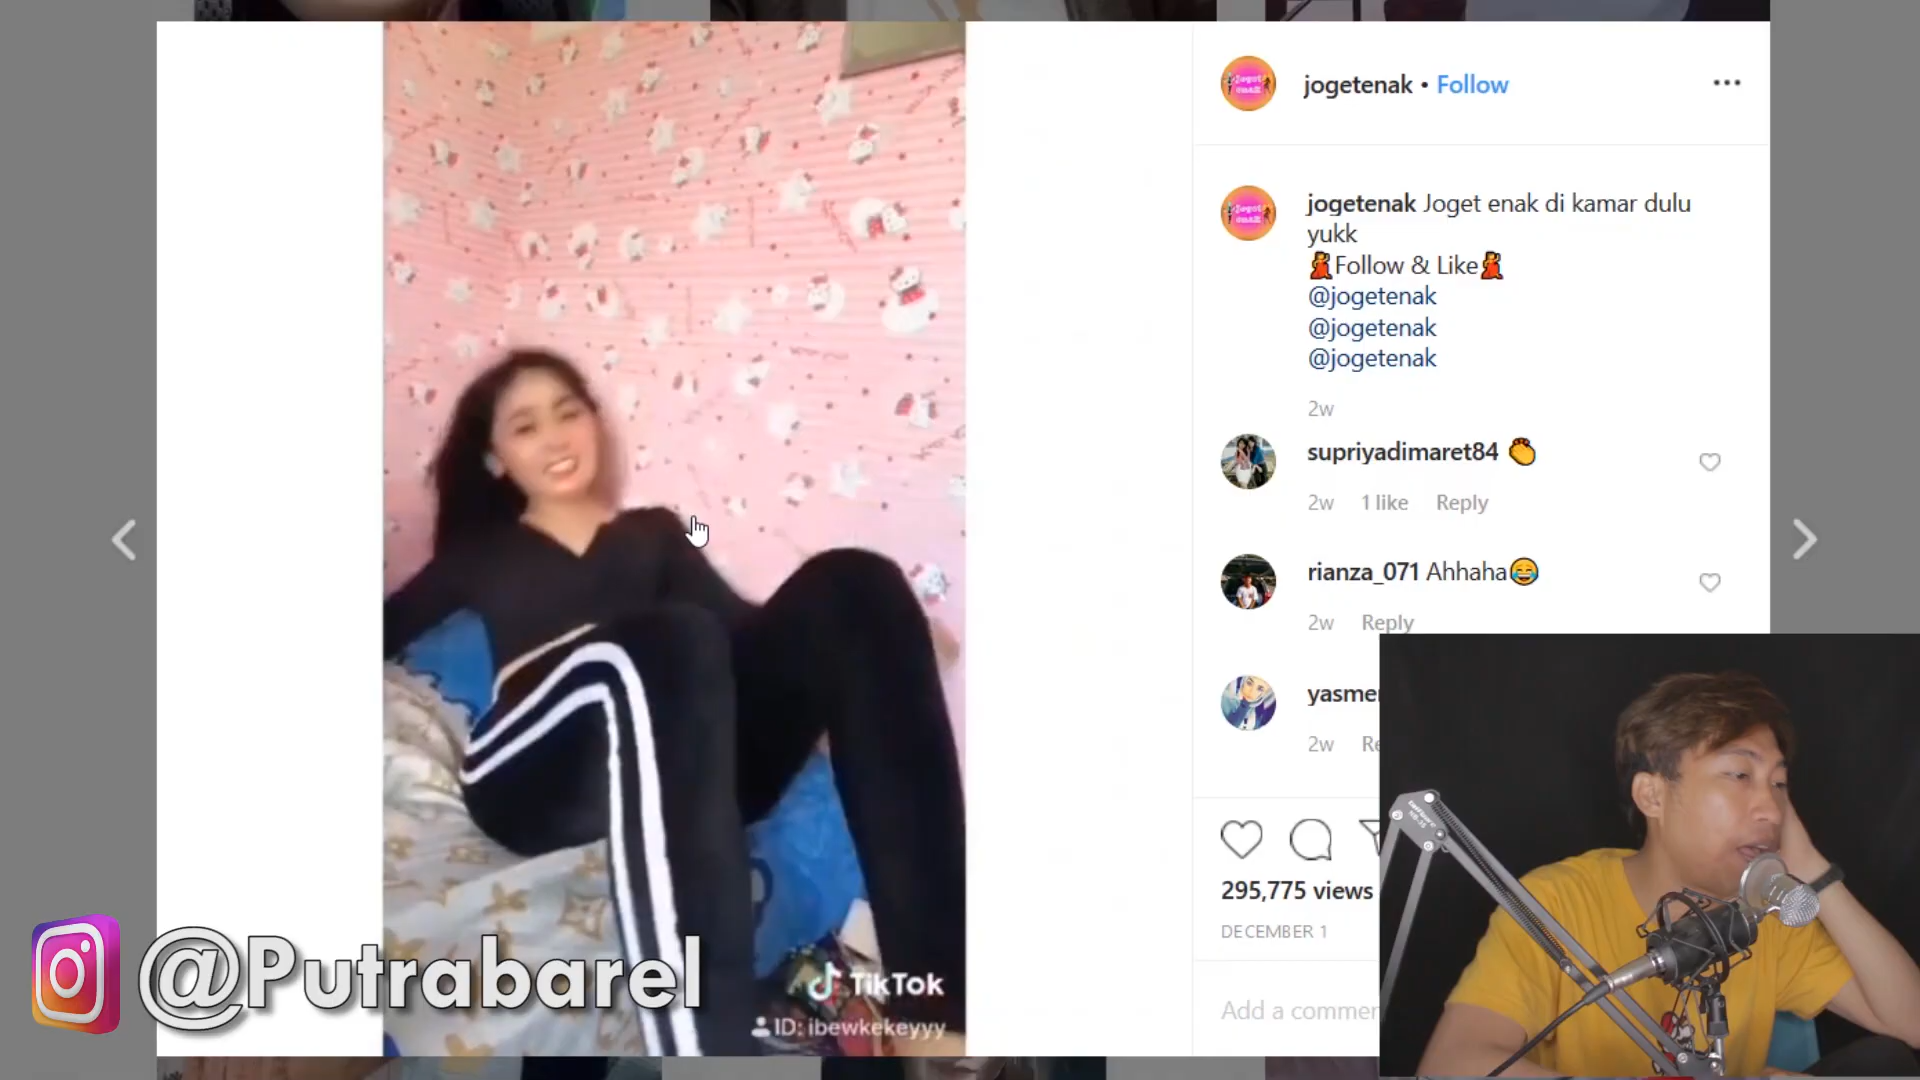 jogetenak • Follow
jogetenak Joget enak di kamar dulu
yukk
Follow & Like
@jogetenak
@jogetenak
@jogetenak
2w
supriyadimaret84
2w 1 like Reply
rianza_071 Ahhaha😂
2w Reply
2w
295,775 views
DECEMBER 1
Add a
TikTok
ID: ibewkekeyyy
@Putrabarel